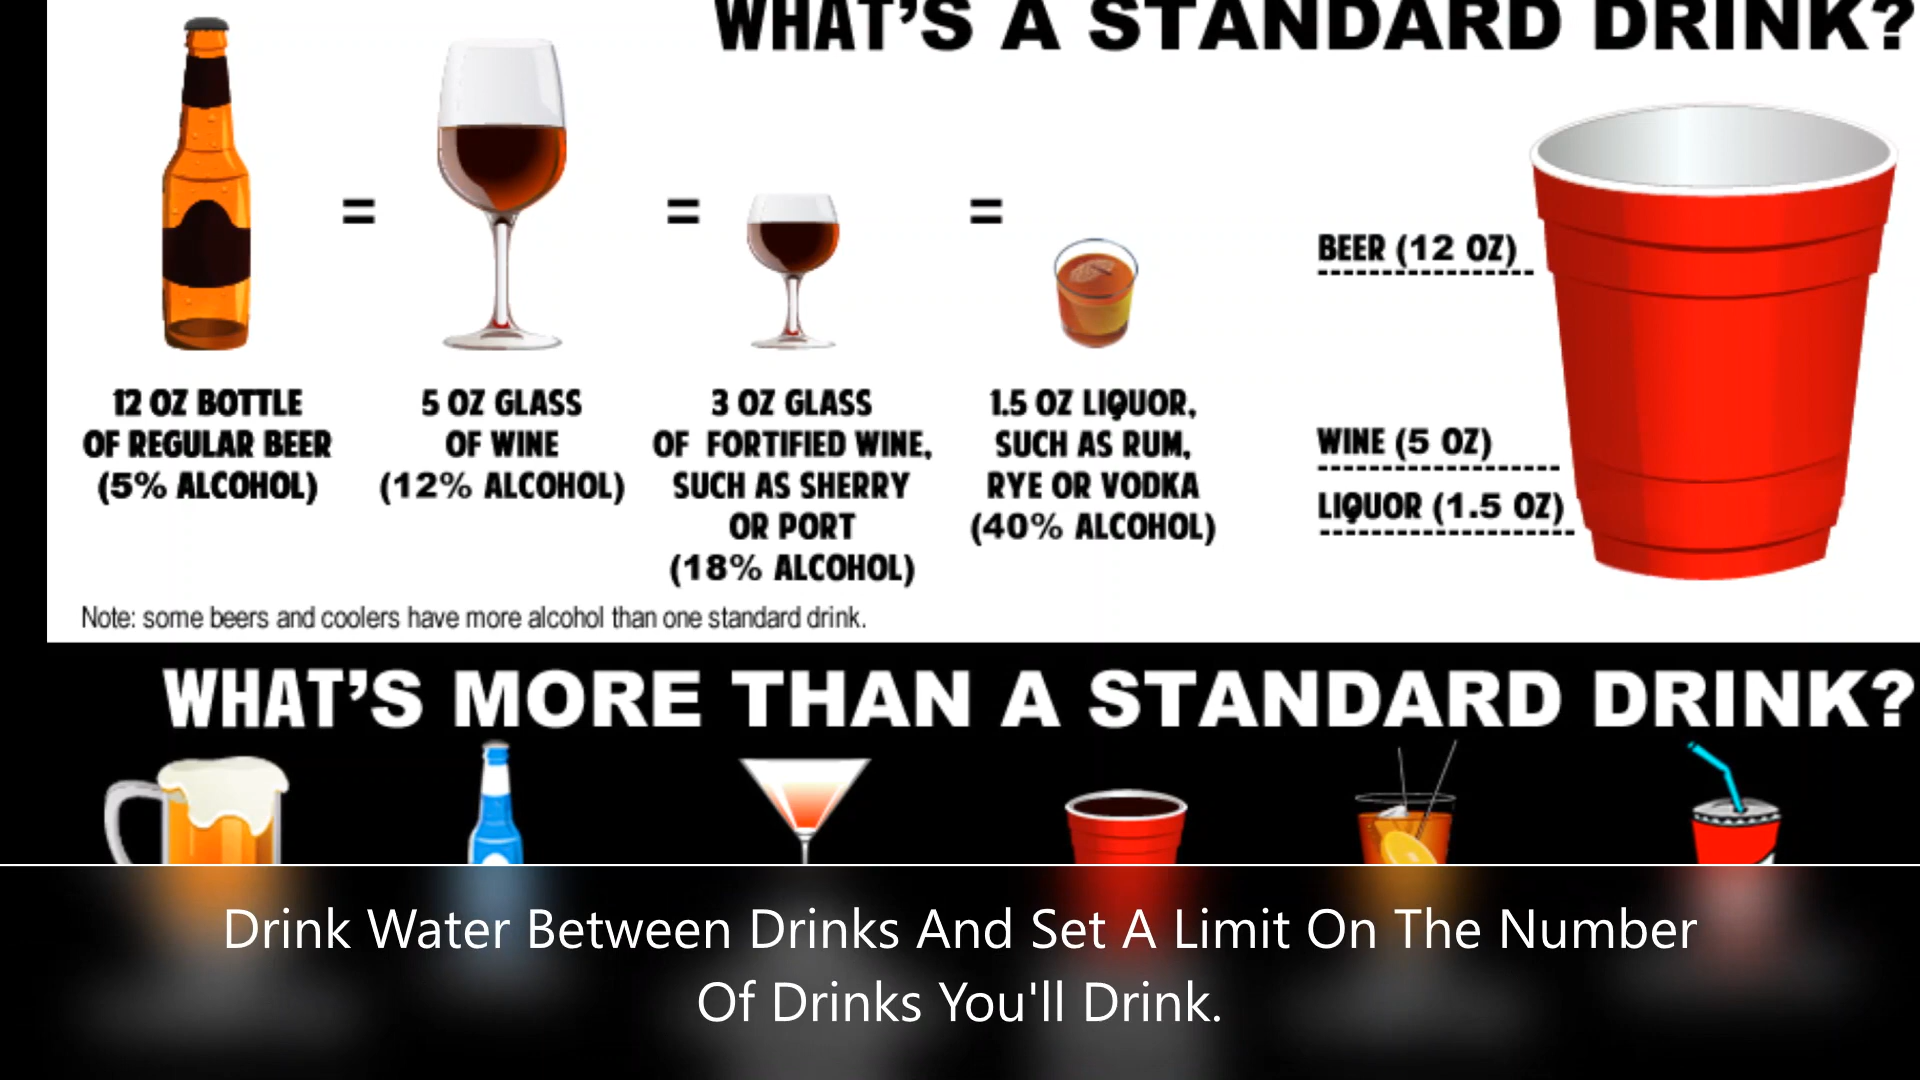 WHAT'S A STANDARD DRINK?
=
=
=
12 OZ BOTTLE
OF REGULAR BEER
(5% ALCOHOL)
5 OZ GLASS
OF WINE
(12% ALCOHOL)
3 OZ GLASS
OF FORTIFIED WINE,
SUCH AS SHERRY
OR PORT
(18% ALCOHOL)
1.5 OZ LIQUOR,
SUCH AS RUM,
RYE OR VODKA
(40% ALCOHOL)
BEER (12 OZ)
WINE (5 OZ)
LIQUOR (1.5 OZ)
Note: some beers and coolers have more alcohol than one standard drink.
WHAT'S MORE THAN A STANDARD DRINK?
Drink Water Between Drinks And Set A Limit On The Number
Of Drinks You'll Drink.